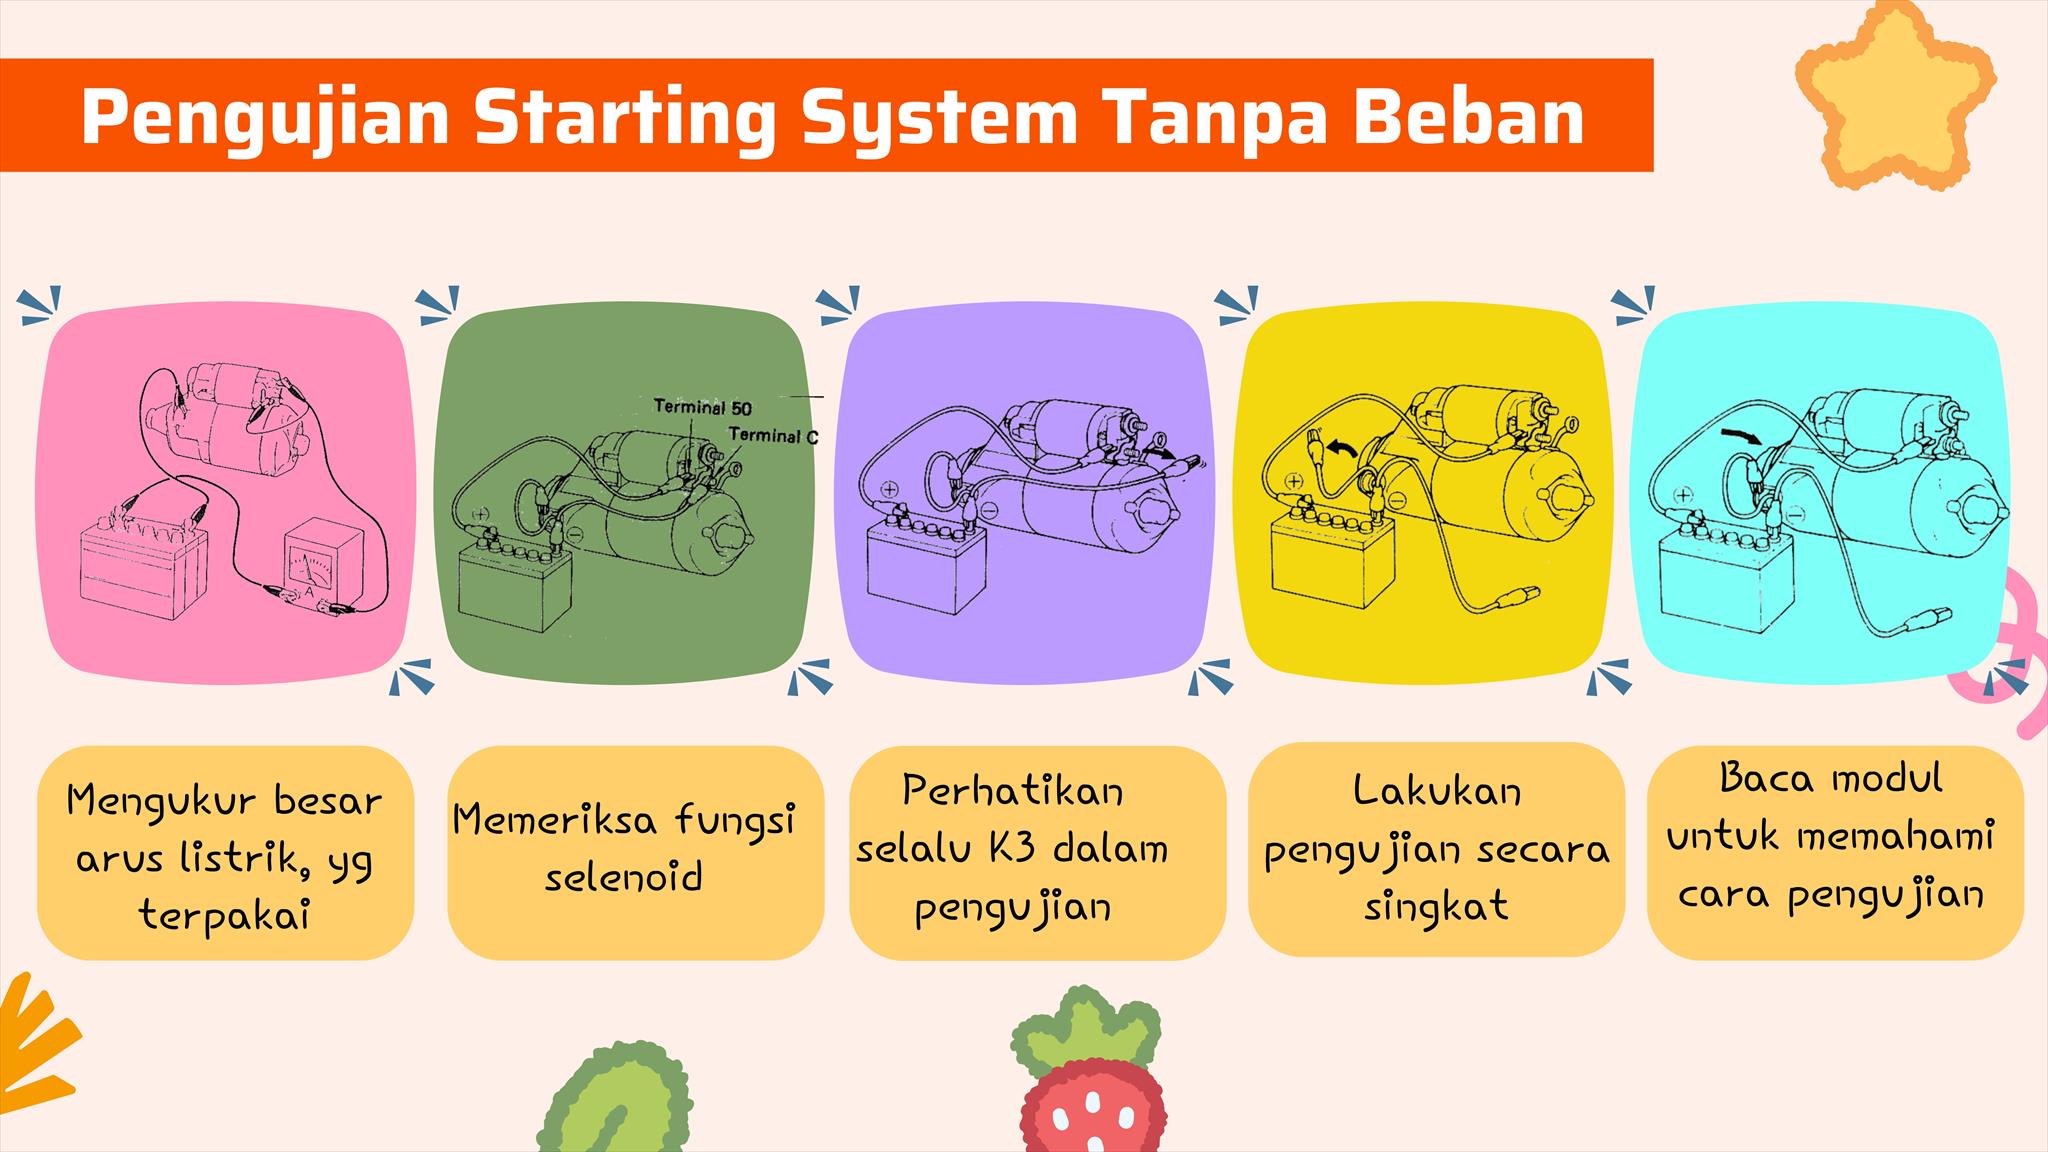 Pengujian Starting System Tanpa Beban
A
Terminal 50
Terminal C
+
-
+
-
+
-
+
-
Mengukur besar
arus listrik, yg
terpakai
Memeriksa fungsi
selenoid
Perhatikan
selalu K3 dalam
pengujian
Lakukan
pengujian secara
singkat
Baca modul
untuk memahami
cara pengujian